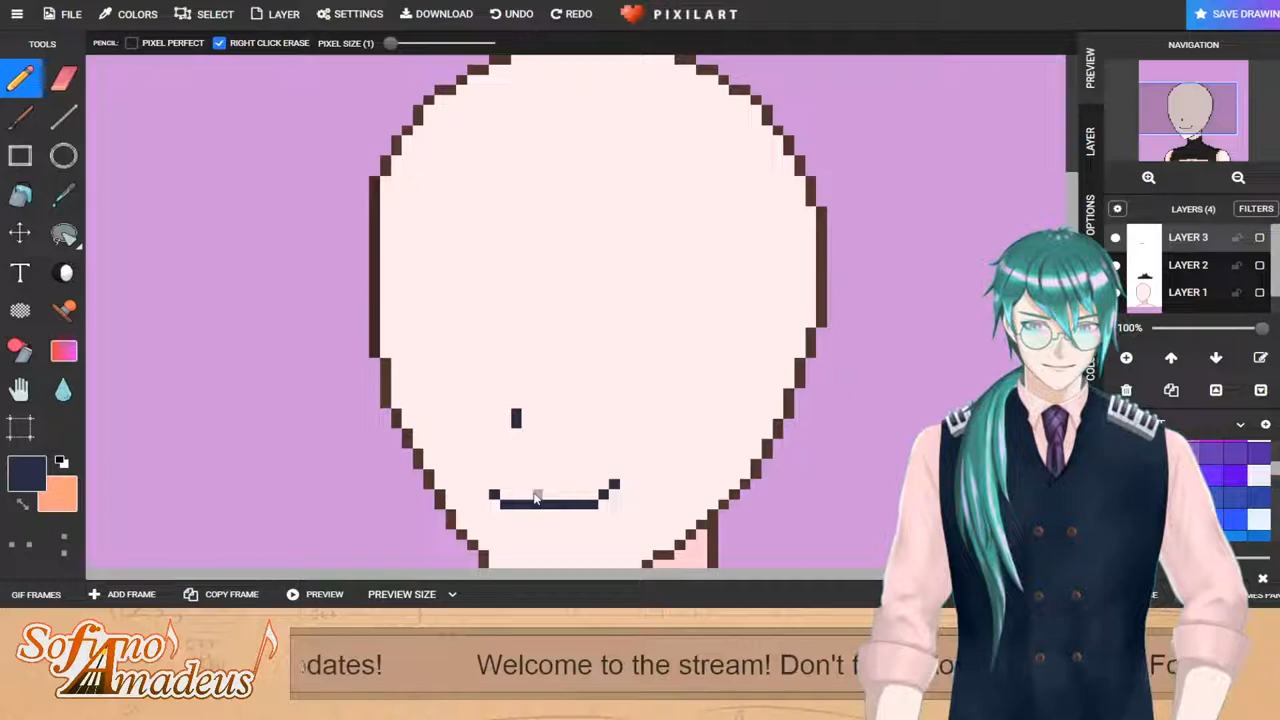 FILE COLORS SELECT LAYER SETTINGS DOWNLOAD UNDO REDO PIXILART SAVE DRAWIN
TOOLS PENCIL: PIXEL PERFECT RIGHT CLICK ERASE PIXEL SIZE (1)
NAVIGATION
PREVIEW
LAYER
OPTIONS
LAYERS (4) FILTERS
LAYER 3
LAYER 2
LAYER 1
100%
GIF FRAMES ADD FRAME COPY FRAME PREVIEW PREVIEW SIZE
Sofiano
Amadeus
dates! Welcome to the stream! Don't f